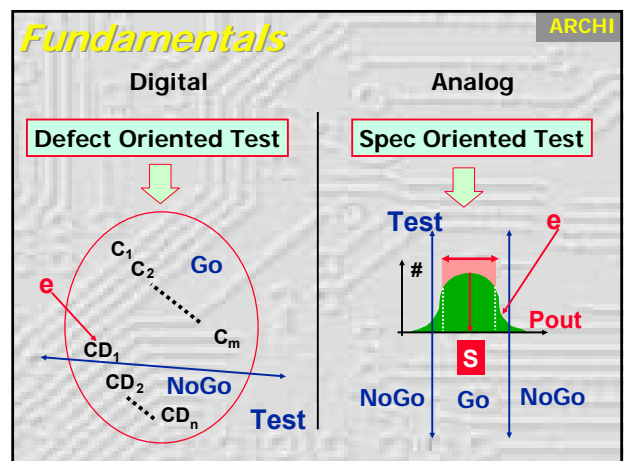 Fundamentals
ARCHI
Digital
Analog
Defect Oriented Test
Spec Oriented Test
C1
C2
Go
Cm
e
CD1
CD2
NoGo
CDn
Test
Test
e
#
Pout
S
NoGo
Go
NoGo